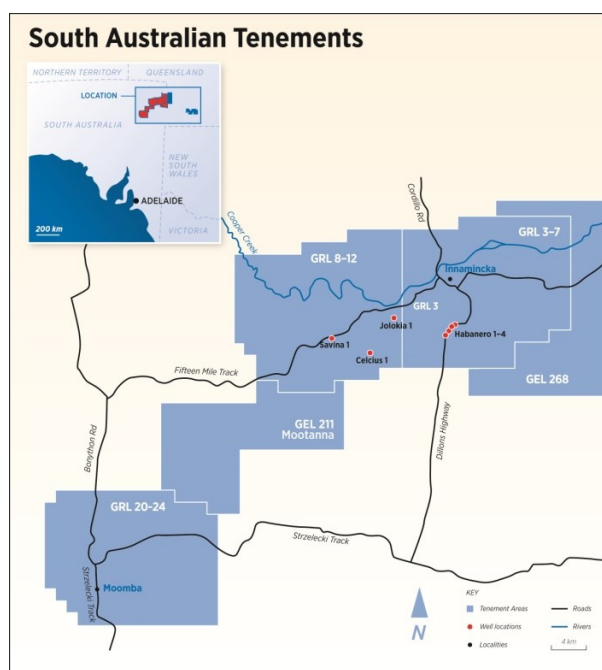 South Australian Tenements
NORTHERN TERRITORY
QUEENSLAND
LOCATION
SOUTH AUSTRALIA
NEW
SOUTH
WALES
ADELAIDE
200 km
VICTORIA
Cooper Creek
Cordillo Rd
GRL 8–12
GRL 3–7
Innamincka
GRL 3
Jolokia 1
Savina 1
Habanero 1–4
Celcius 1
Fifteen Mile Track
GEL 268
GEL 211
Mootanna
Dillons Highway
Bonython Rd
GRL 20–24
Strzelecki Track
Moomba
Strzelecki Track
N
KEY
Tenement Areas
Roads
Well locations
Rivers
Localities
4 km